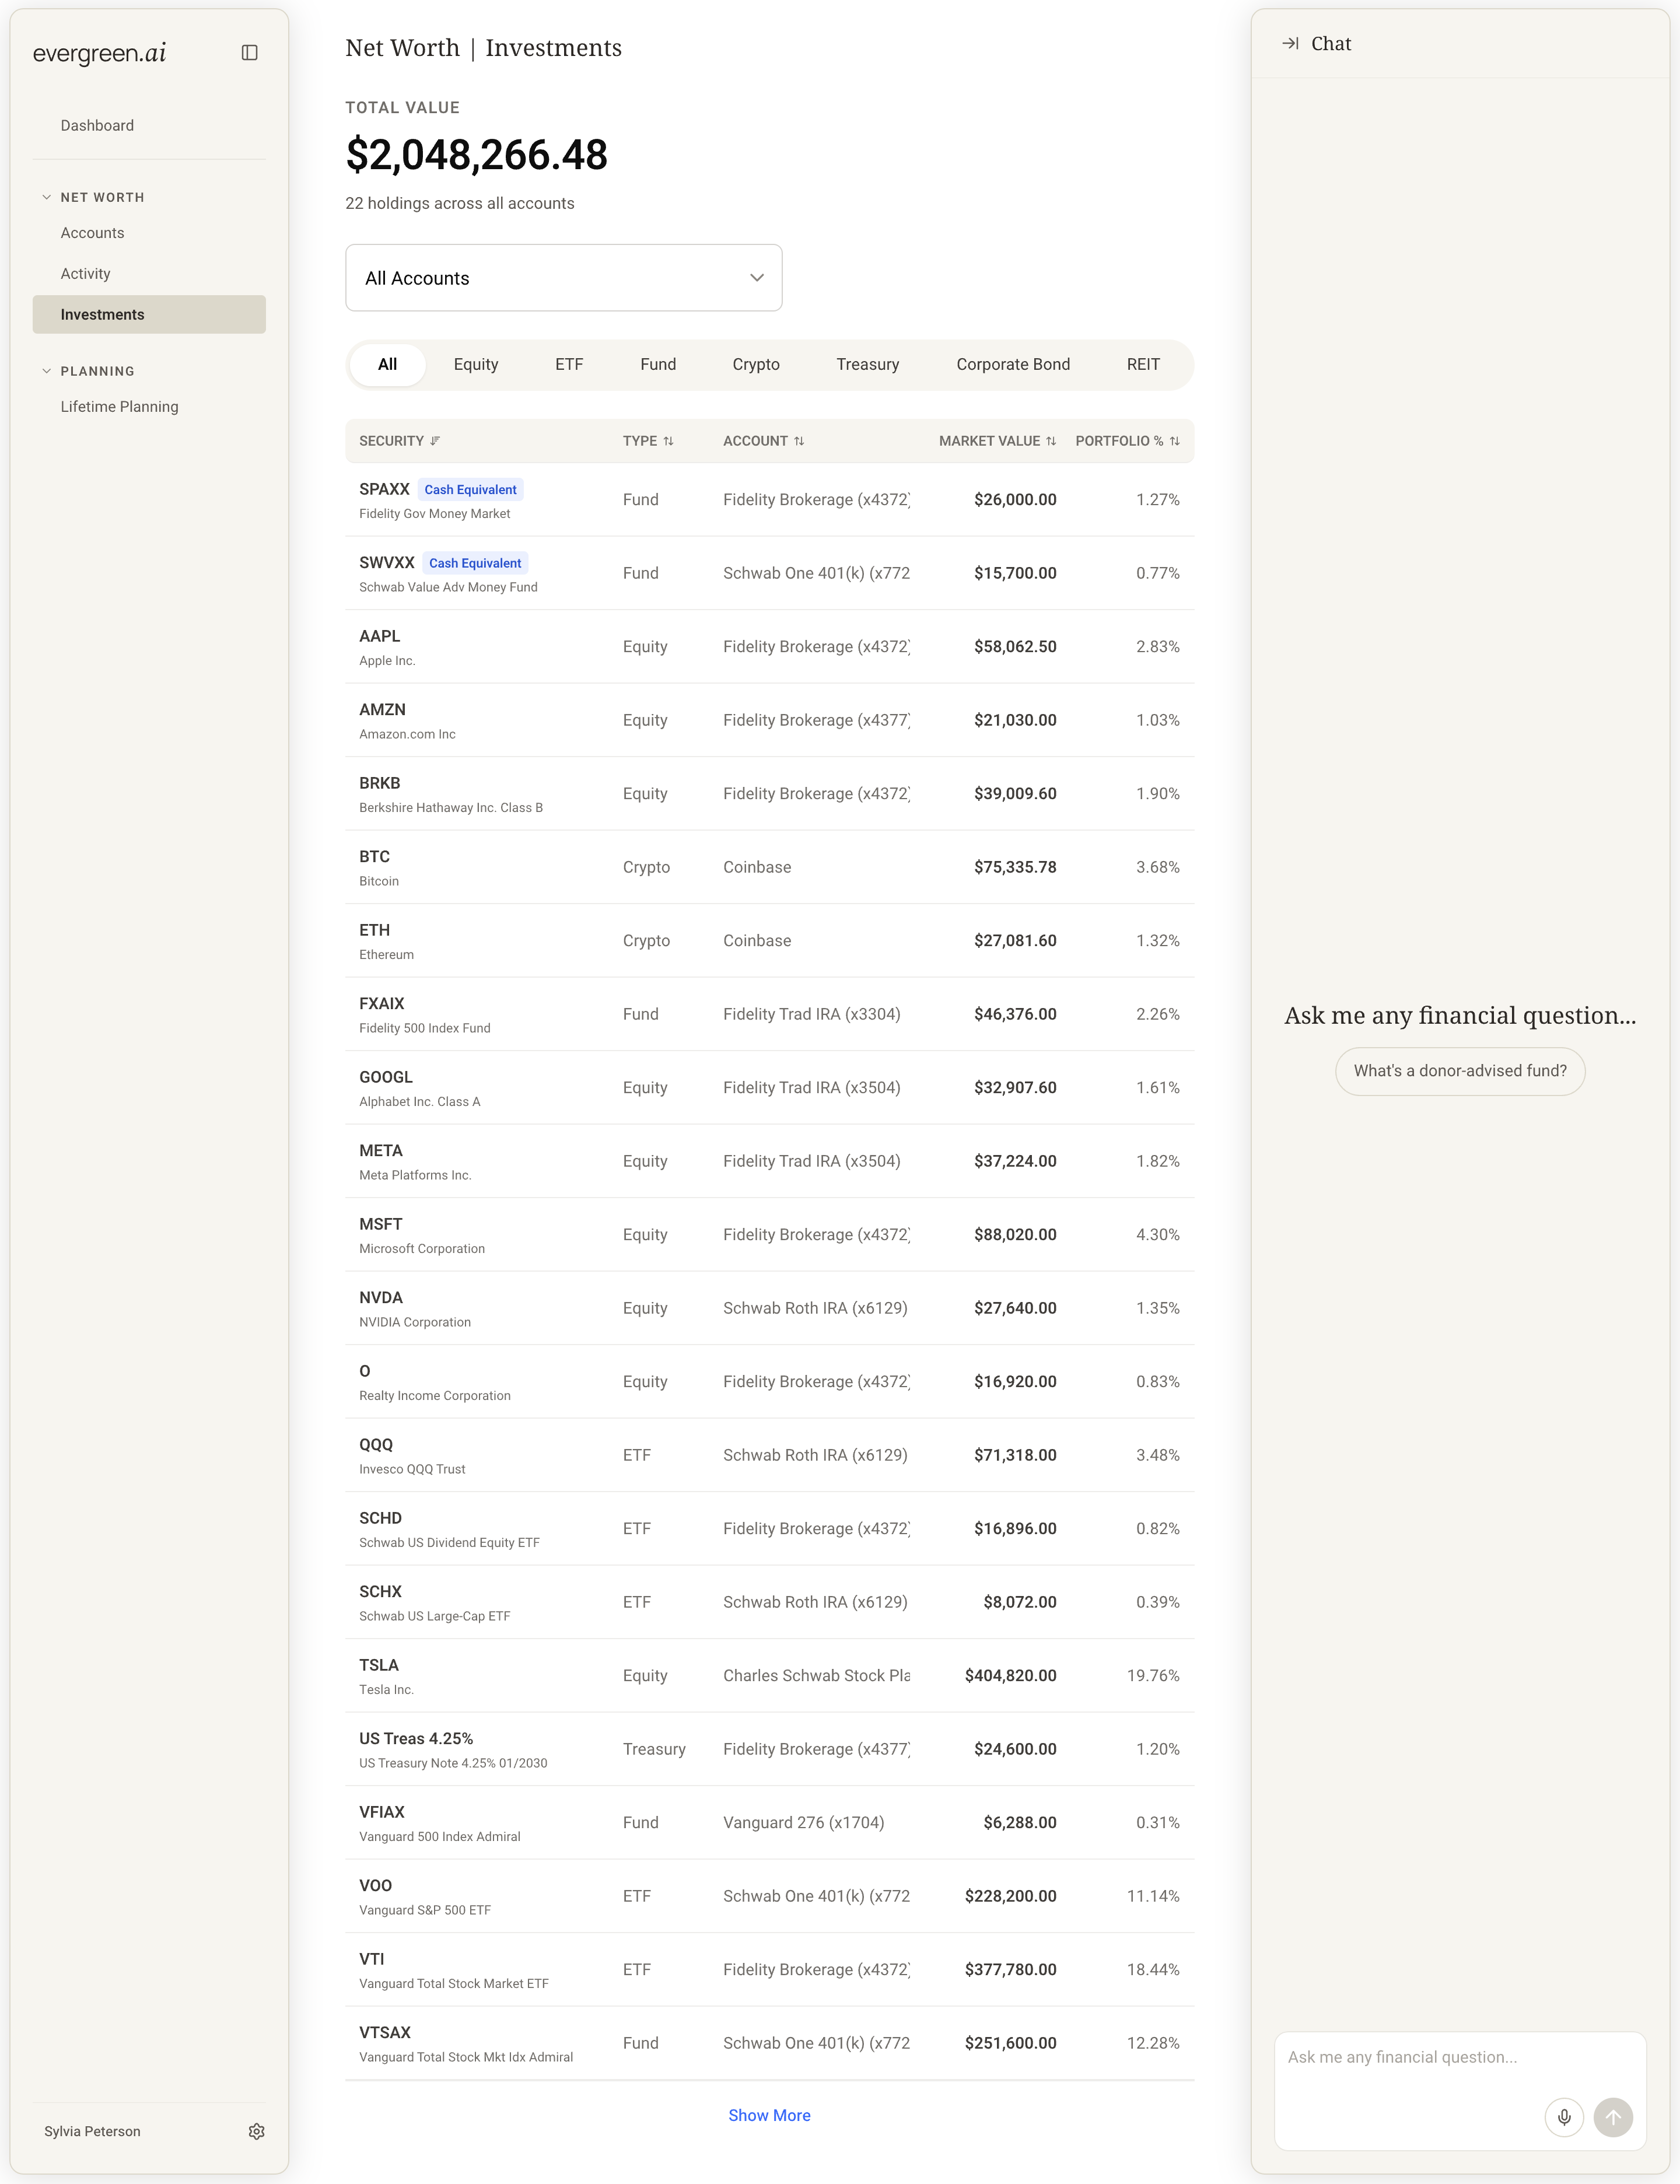 evergreen.ai
Dashboard
NET WORTH
Accounts
Activity
Investments
PLANNING
Lifetime Planning
Sylvia Peterson
Net Worth | Investments
TOTAL VALUE
$2,048,266.48
22 holdings across all accounts
All Accounts
All Equity ETF Fund Crypto Treasury Corporate Bond REIT
SECURITY TYPE ACCOUNT MARKET VALUE PORTFOLIO %
SPAXX Cash Equivalent
Fidelity Gov Money Market
Fund Fidelity Brokerage (x4372) $26,000.00 1.27%
SWVXX Cash Equivalent
Schwab Value Adv Money Fund
Fund Schwab One 401(k) (x772 $15,700.00 0.77%
AAPL
Apple Inc.
Equity Fidelity Brokerage (x4372) $58,062.50 2.83%
AMZN
Amazon.com Inc
Equity Fidelity Brokerage (x4377) $21,030.00 1.03%
BRKB
Berkshire Hathaway Inc. Class B
Equity Fidelity Brokerage (x4372) $39,009.60 1.90%
BTC
Bitcoin
Crypto Coinbase $75,335.78 3.68%
ETH
Ethereum
Crypto Coinbase $27,081.60 1.32%
FXAIX
Fidelity 500 Index Fund
Fund Fidelity Trad IRA (x3304) $46,376.00 2.26%
GOOGL
Alphabet Inc. Class A
Equity Fidelity Trad IRA (x3504) $32,907.60 1.61%
META
Meta Platforms Inc.
Equity Fidelity Trad IRA (x3504) $37,224.00 1.82%
MSFT
Microsoft Corporation
Equity Fidelity Brokerage (x4372) $88,020.00 4.30%
NVDA
NVIDIA Corporation
Equity Schwab Roth IRA (x6129) $27,640.00 1.35%
O
Realty Income Corporation
Equity Fidelity Brokerage (x4372) $16,920.00 0.83%
QQQ
Invesco QQQ Trust
ETF Schwab Roth IRA (x6129) $71,318.00 3.48%
SCHD
Schwab US Dividend Equity ETF
ETF Fidelity Brokerage (x4372) $16,896.00 0.82%
SCHX
Schwab US Large-Cap ETF
ETF Schwab Roth IRA (x6129) $8,072.00 0.39%
TSLA
Tesla Inc.
Equity Charles Schwab Stock Pla $404,820.00 19.76%
US Treas 4.25%
US Treasury Note 4.25% 01/2030
Treasury Fidelity Brokerage (x4377) $24,600.00 1.20%
VFIAX
Vanguard 500 Index Admiral
Fund Vanguard 276 (x1704) $6,288.00 0.31%
VOO
Vanguard S&P 500 ETF
ETF Schwab One 401(k) (x772 $228,200.00 11.14%
VTI
Vanguard Total Stock Market ETF
ETF Fidelity Brokerage (x4372) $377,780.00 18.44%
VTSAX
Vanguard Total Stock Mkt Idx Admiral
Fund Schwab One 401(k) (x772 $251,600.00 12.28%
Show More
Chat
Ask me any financial question...
What's a donor-advised fund?
Ask me any financial question...